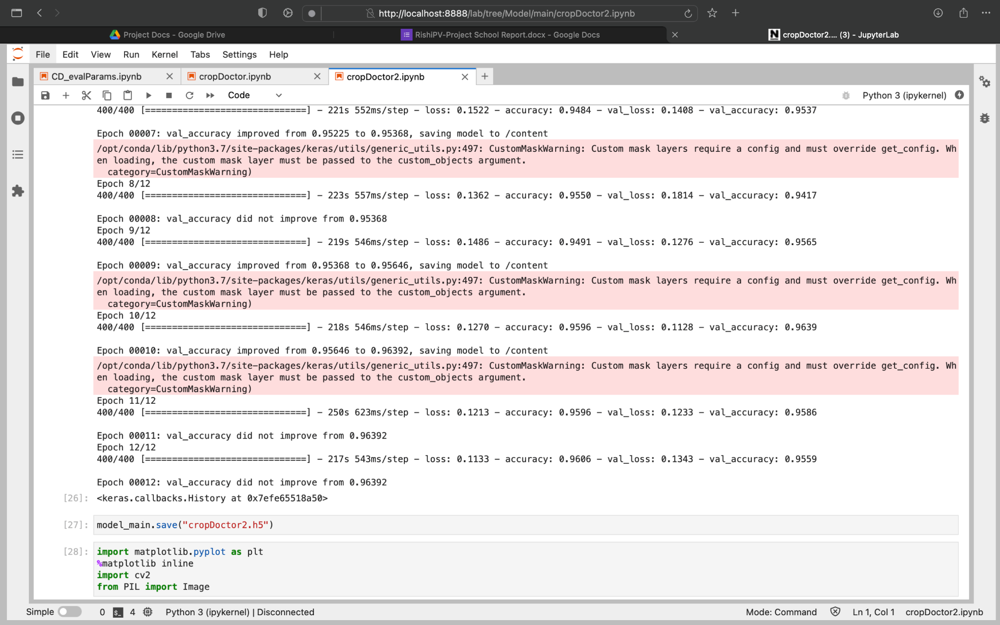 http://localhost:8888/lab/tree/Model/main/cropDoctor2.ipynb
Project Docs - Google Drive
RishiPV-Project School Report.docx - Google Docs
cropDoctor2.... (3) - JupyterLab
File Edit View Run Kernel Tabs Settings Help
CD_evalParams.ipynb
cropDoctor.ipynb
cropDoctor2.ipynb
Code
Python 3 (ipykernel)
400/400 [==============================] - 221s 552ms/step - loss: 0.1522 - accuracy: 0.9484 - val_loss: 0.1408 - val_accuracy: 0.9537
Epoch 00007: val_accuracy improved from 0.95225 to 0.95368, saving model to /content
/opt/conda/lib/python3.7/site-packages/keras/utils/generic_utils.py:497: CustomMaskWarning: Custom mask layers require a config and must override get_config. Wh
en loading, the custom mask layer must be passed to the custom_objects argument.
category=CustomMaskWarning)
Epoch 8/12
400/400 [==============================] - 223s 557ms/step - loss: 0.1362 - accuracy: 0.9550 - val_loss: 0.1814 - val_accuracy: 0.9417
Epoch 00008: val_accuracy did not improve from 0.95368
Epoch 9/12
400/400 [==============================] - 219s 546ms/step - loss: 0.1486 - accuracy: 0.9491 - val_loss: 0.1276 - val_accuracy: 0.9565
Epoch 00009: val_accuracy improved from 0.95368 to 0.95646, saving model to /content
/opt/conda/lib/python3.7/site-packages/keras/utils/generic_utils.py:497: CustomMaskWarning: Custom mask layers require a config and must override get_config. Wh
en loading, the custom mask layer must be passed to the custom_objects argument.
category=CustomMaskWarning)
Epoch 10/12
400/400 [==============================] - 218s 546ms/step - loss: 0.1270 - accuracy: 0.9596 - val_loss: 0.1128 - val_accuracy: 0.9639
Epoch 00010: val_accuracy improved from 0.95646 to 0.96392, saving model to /content
/opt/conda/lib/python3.7/site-packages/keras/utils/generic_utils.py:497: CustomMaskWarning: Custom mask layers require a config and must override get_config. Wh
en loading, the custom mask layer must be passed to the custom_objects argument.
category=CustomMaskWarning)
Epoch 11/12
400/400 [==============================] - 250s 623ms/step - loss: 0.1213 - accuracy: 0.9596 - val_loss: 0.1233 - val_accuracy: 0.9586
Epoch 00011: val_accuracy did not improve from 0.96392
Epoch 12/12
400/400 [==============================] - 217s 543ms/step - loss: 0.1133 - accuracy: 0.9606 - val_loss: 0.1343 - val_accuracy: 0.9559
Epoch 00012: val_accuracy did not improve from 0.96392
[26]: <keras.callbacks.History at 0x7efe65518a50>
[27]: model_main.save("cropDoctor2.h5")
[28]: import matplotlib.pyplot as plt
%matplotlib inline
import cv2
from PIL import Image
Simple 0 $_ 4 Python 3 (ipykernel) | Disconnected Mode: Command Ln 1, Col 1 cropDoctor2.ipynb